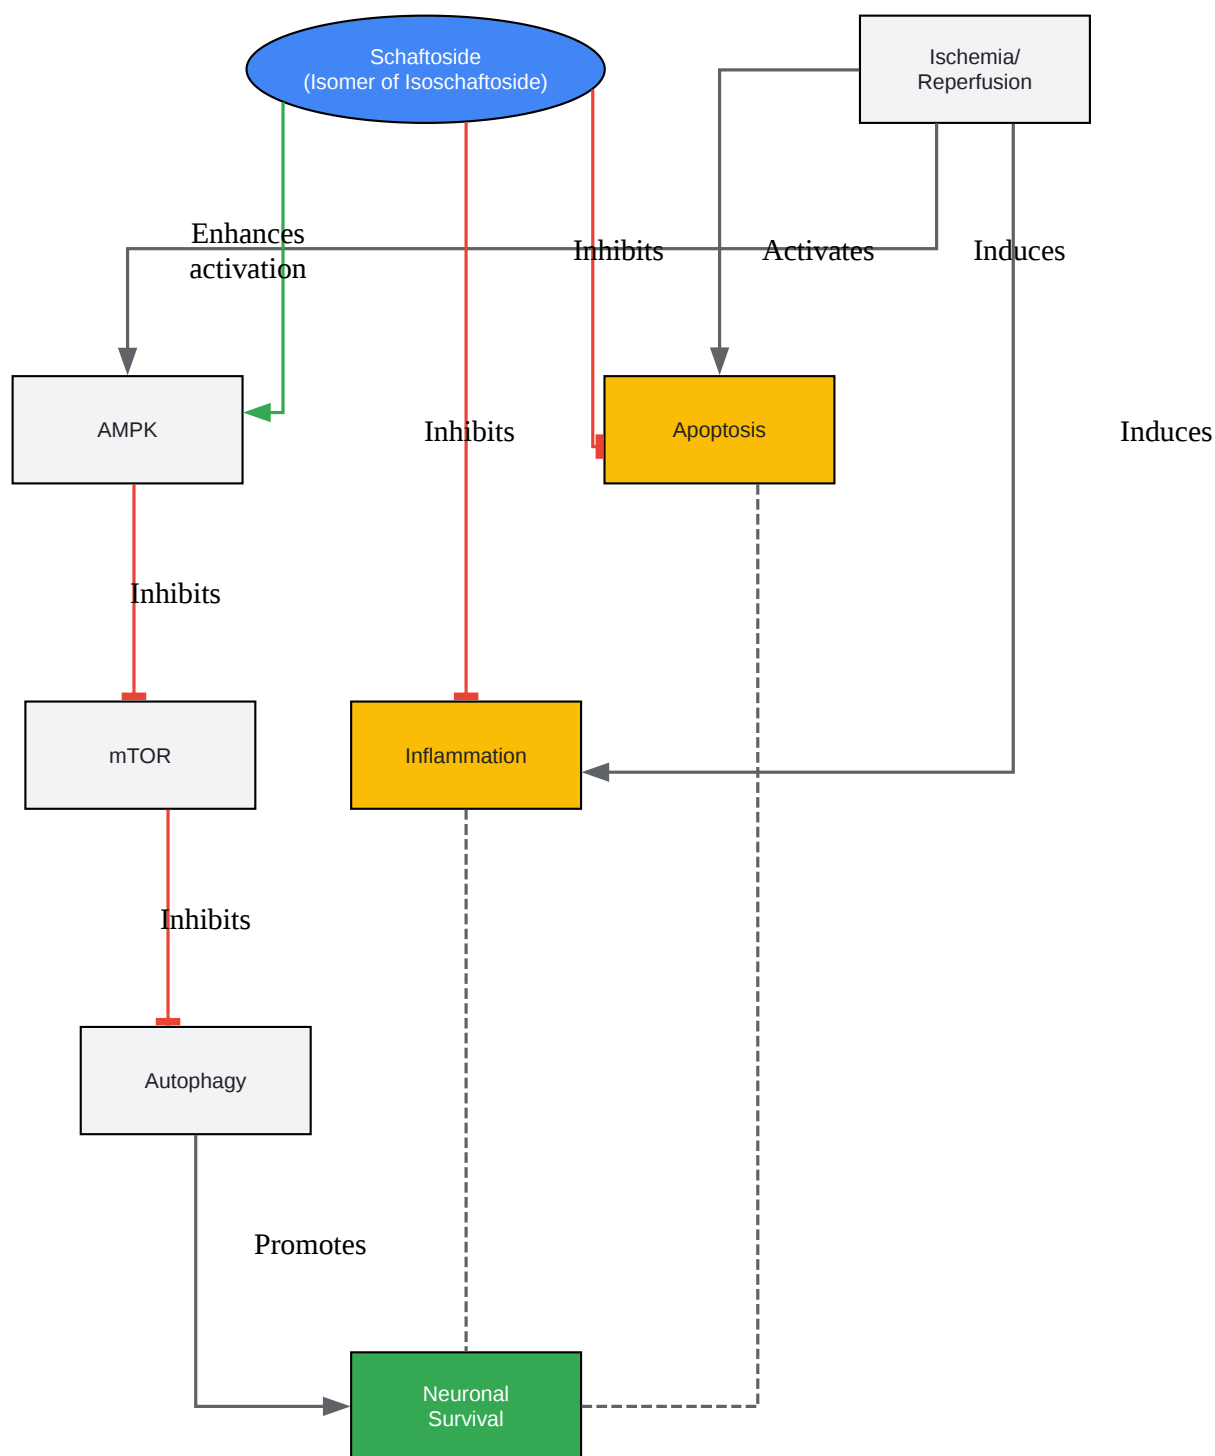 Schaftoside
(Isomer of Isoschaftoside)
Ischemia/
Reperfusion
Enhances
activation
Inhibits
Activates
Induces
AMPK
Inhibits
Apoptosis
Induces
Inhibits
mTOR
Inflammation
Inhibits
Autophagy
Promotes
Neuronal
Survival